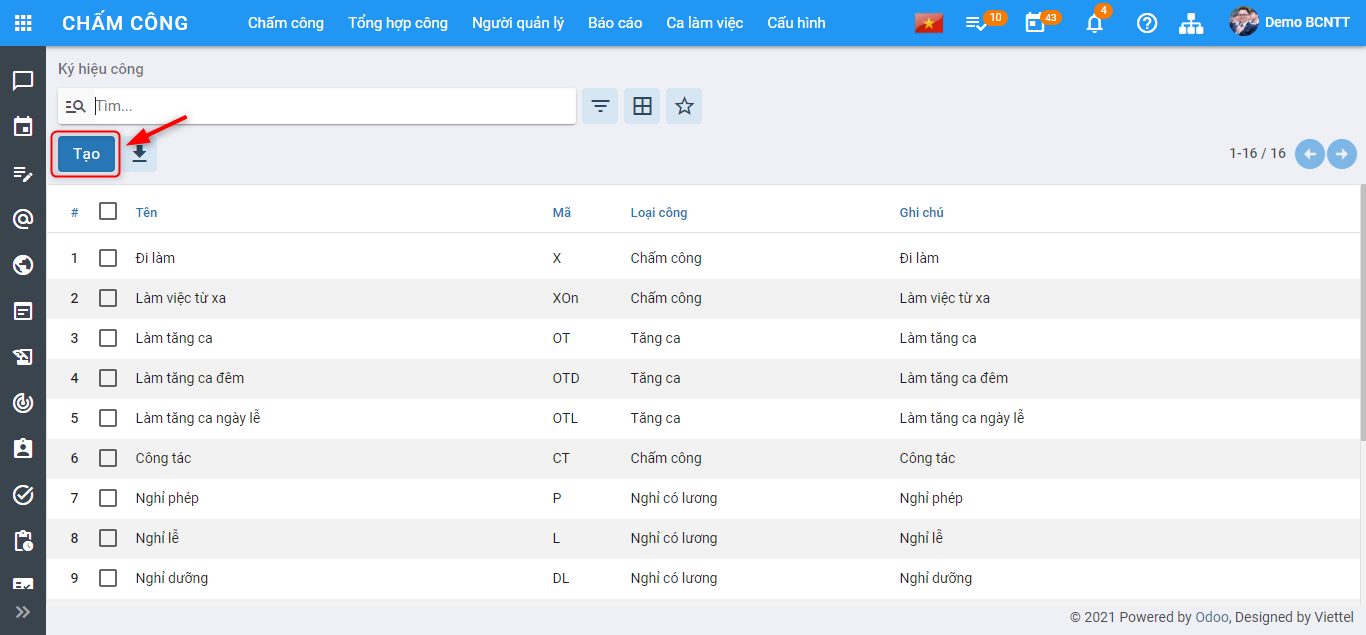 CHẤM CÔNG Chấm công Tổng hợp công Người quản lý Báo cáo Ca làm việc Cấu hình 10 43 4 Demo BCNTT
Ký hiệu công
Tìm...
Tạo 1-16 / 16
# Tên Mã Loại công Ghi chú
1 Đi làm X Chấm công Đi làm
2 Làm việc từ xa XOn Chấm công Làm việc từ xa
3 Làm tăng ca OT Tăng ca Làm tăng ca
4 Làm tăng ca đêm OTD Tăng ca Làm tăng ca đêm
5 Làm tăng ca ngày lễ OTL Tăng ca Làm tăng ca ngày lễ
6 Công tác CT Chấm công Công tác
7 Nghỉ phép P Nghỉ có lương Nghỉ phép
8 Nghỉ lễ L Nghỉ có lương Nghỉ lễ
9 Nghỉ dưỡng DL Nghỉ có lương Nghỉ dưỡng
© 2021 Powered by Odoo, Designed by Viettel